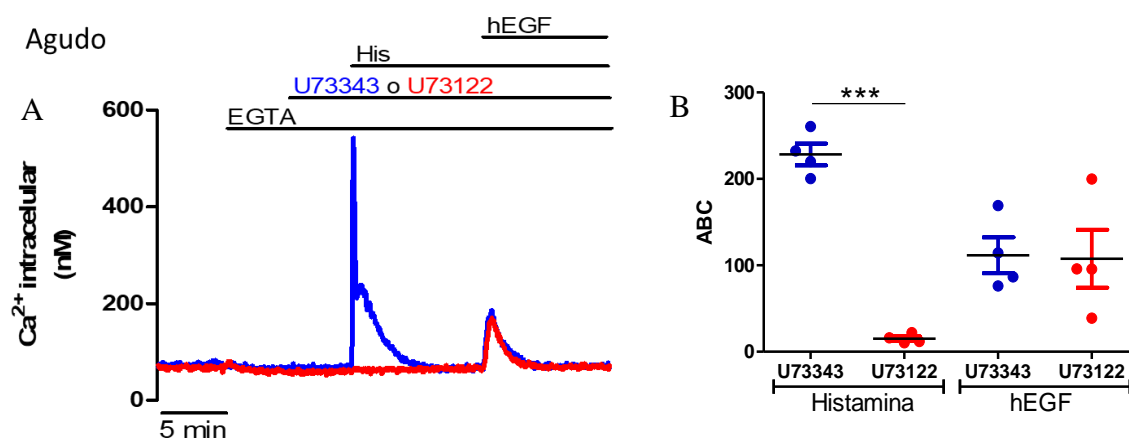 Agudo
hEGF
His
U73343 o U73122
EGTA
A
Ca2+ intracelular
(nM)
600
400
200
0
5 min
B
ABC
300
200
100
0
***
U73343 U73122 U73343 U73122
Histamina hEGF